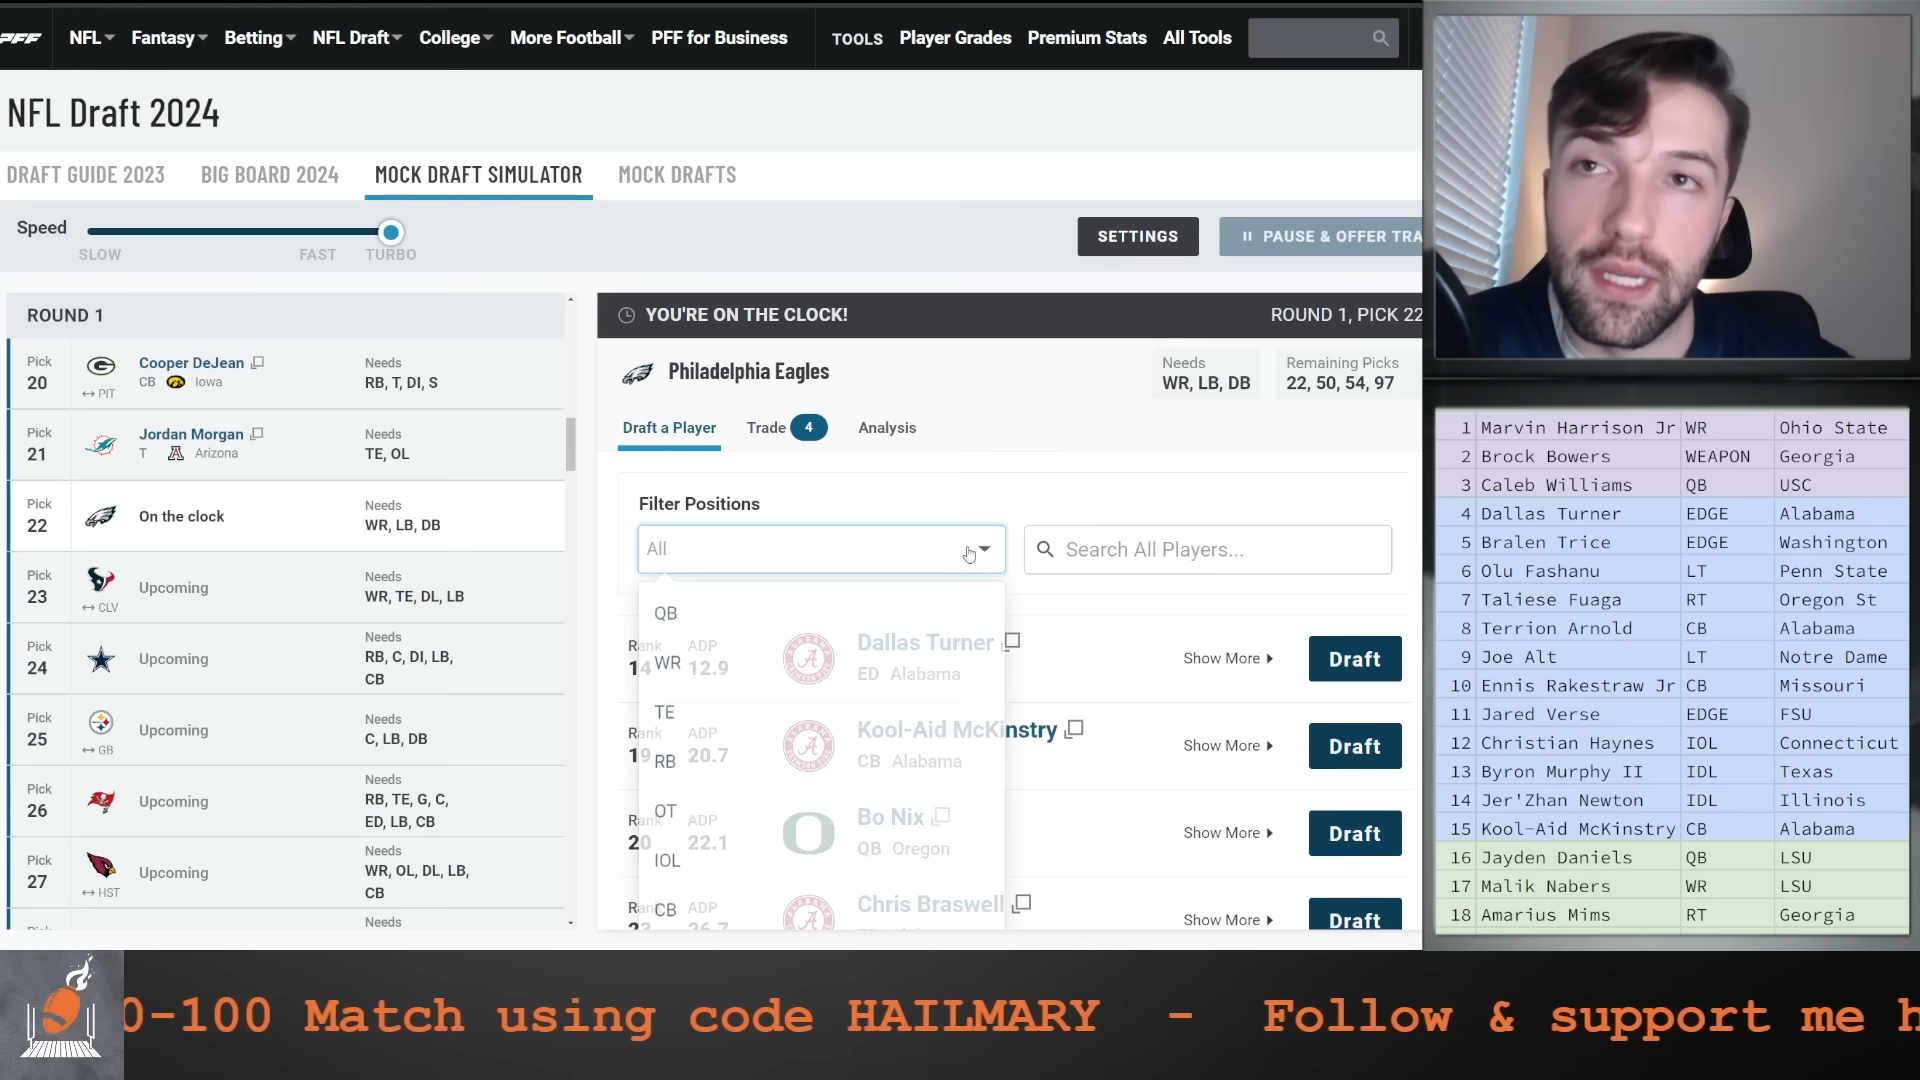 PFF NFL Fantasy Betting NFL Draft College More Football PFF for Business TOOLS Player Grades Premium Stats All Tools
NFL Draft 2024
DRAFT GUIDE 2023 BIG BOARD 2024 MOCK DRAFT SIMULATOR MOCK DRAFTS
Speed
SLOW FAST TURBO
SETTINGS
PAUSE & OFFER TRA
ROUND 1
Pick 20
PIT
Cooper DeJean
CB Iowa
Needs
RB, T, DI, S
Pick 21
Jordan Morgan
T Arizona
Needs
TE, OL
Pick 22
On the clock
Needs
WR, LB, DB
Pick 23
CLV
Upcoming
Needs
WR, TE, DL, LB
Pick 24
Upcoming
Needs
RB, C, DI, LB,
CB
Pick 25
GB
Upcoming
Needs
C, LB, DB
Pick 26
Upcoming
Needs
RB, TE, G, C,
ED, LB, CB
Pick 27
HST
Upcoming
Needs
WR, OL, DL, LB,
CB
Needs
YOU'RE ON THE CLOCK! ROUND 1, PICK 22
Philadelphia Eagles
Needs
WR, LB, DB
Remaining Picks
22, 50, 54, 97
Draft a Player Trade 4 Analysis
Filter Positions
All
Search All Players...
QB
WR
TE
RB
OT
IOL
CB
Rank 14 ADP 12.9
Dallas Turner
ED Alabama
Show More Draft
Rank 19 ADP 20.7
Kool-Aid McKinstry
CB Alabama
Show More Draft
Rank 20 ADP 22.1
Bo Nix
QB Oregon
Show More Draft
Rank ADP
Chris Braswell
Show More Draft
1 Marvin Harrison Jr WR Ohio State
2 Brock Bowers WEAPON Georgia
3 Caleb Williams QB USC
4 Dallas Turner EDGE Alabama
5 Bralen Trice EDGE Washington
6 Olu Fashanu LT Penn State
7 Taliese Fuaga RT Oregon St
8 Terrion Arnold CB Alabama
9 Joe Alt LT Notre Dame
10 Ennis Rakestraw Jr CB Missouri
11 Jared Verse EDGE FSU
12 Christian Haynes IOL Connecticut
13 Byron Murphy II IDL Texas
14 Jer'Zhan Newton IDL Illinois
15 Kool-Aid McKinstry CB Alabama
16 Jayden Daniels QB LSU
17 Malik Nabers WR LSU
18 Amarius Mims RT Georgia
0-100 Match using code HAILMARY - Follow & support me h